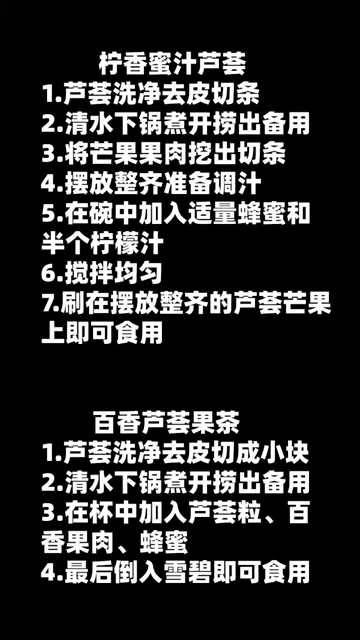 柠香蜜汁芦荟
1.芦荟洗净去皮切条
2.清水下锅煮开捞出备用
3.将芒果果肉挖出切条
4.摆放整齐准备调汁
5.在碗中加入适量蜂蜜和
半个柠檬汁
6.搅拌均匀
7.刷在摆放整齐的芦荟芒果
上即可食用
百香芦荟果茶
1.芦荟洗净去皮切成小块
2.清水下锅煮开捞出备用
3.在杯中加入芦荟粒、百
香果肉、蜂蜜
4.最后倒入雪碧即可食用